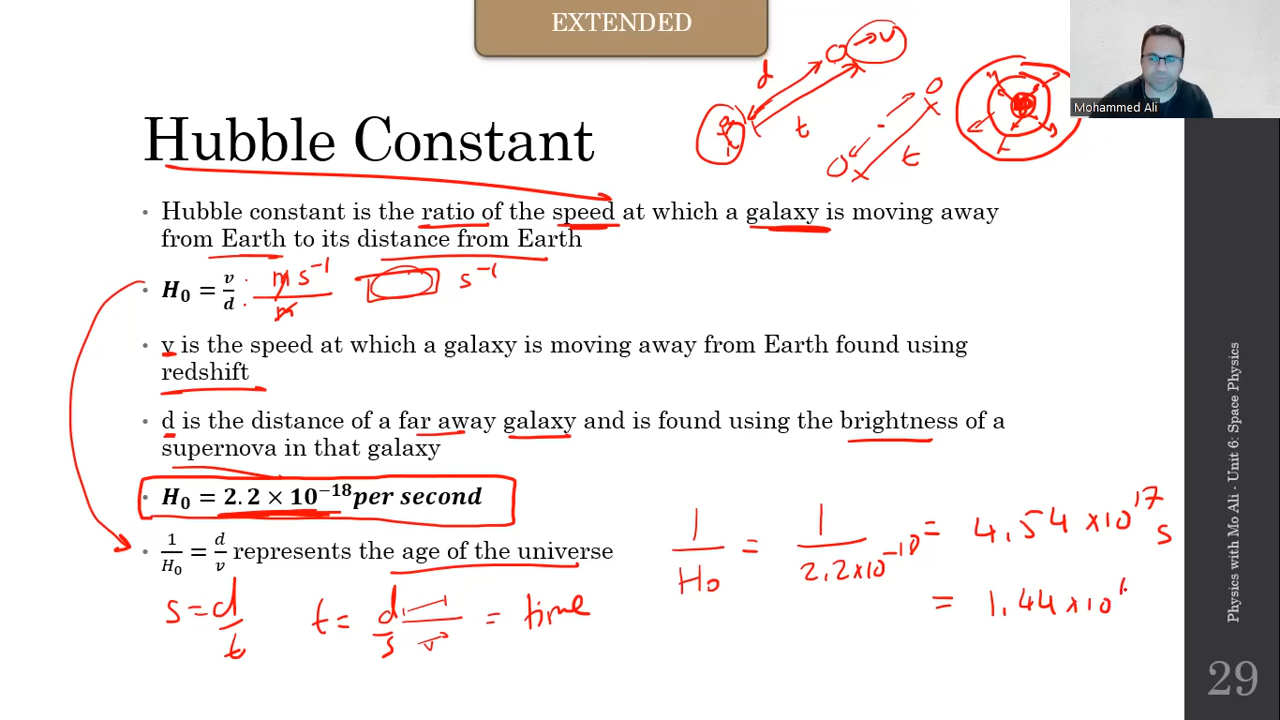 EXTENDED
→ v
d
t
t
Mohammed Ali
Hubble Constant
• Hubble constant is the ratio of the speed at which a galaxy is moving away
from Earth to its distance from Earth
• H₀ = v/d : m s⁻¹ / m s⁻¹
• v is the speed at which a galaxy is moving away from Earth found using
redshift
• d is the distance of a far away galaxy and is found using the brightness of a
supernova in that galaxy
• H₀ = 2.2 × 10⁻¹⁸ per second
• 1/H₀ = d/v represents the age of the universe
s = d/t t = d/s = time
1/H₀ = 1/2.2×10⁻¹⁸ = 4.54 ×10¹⁷ s
= 1.44×10
Physics with Mo Ali - Unit 6: Space Physics
29